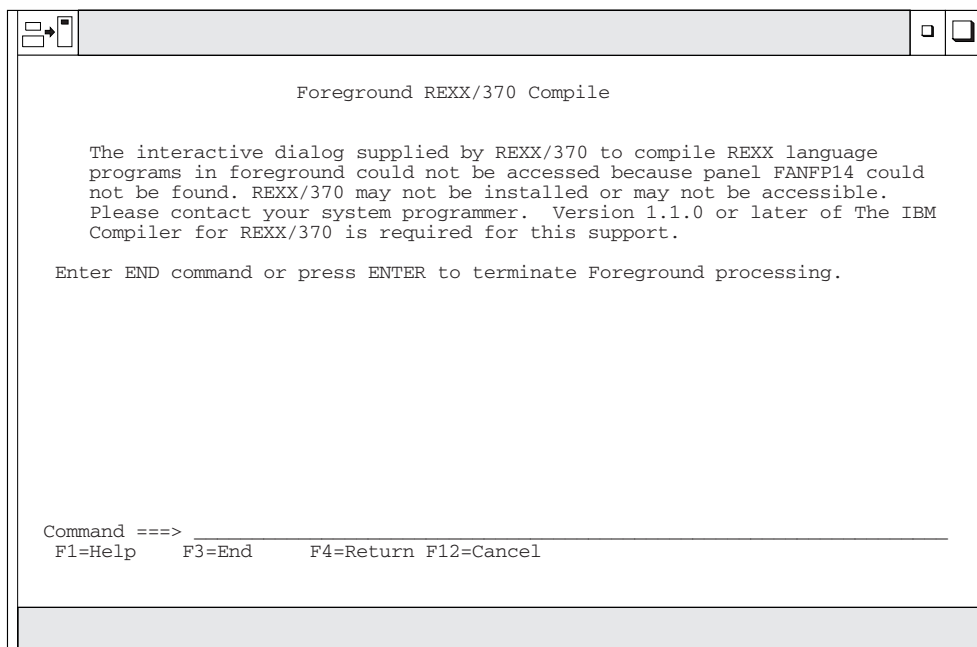 Foreground REXX/370 Compile
The interactive dialog supplied by REXX/370 to compile REXX language
programs in foreground could not be accessed because panel FANFP14 could
not be found. REXX/370 may not be installed or may not be accessible.
Please contact your system programmer.  Version 1.1.0 or later of The IBM
Compiler for REXX/370 is required for this support.
Enter END command or press ENTER to terminate Foreground processing.
Command ===> _______________________________________________________________
F1=Help    F3=End     F4=Return F12=Cancel